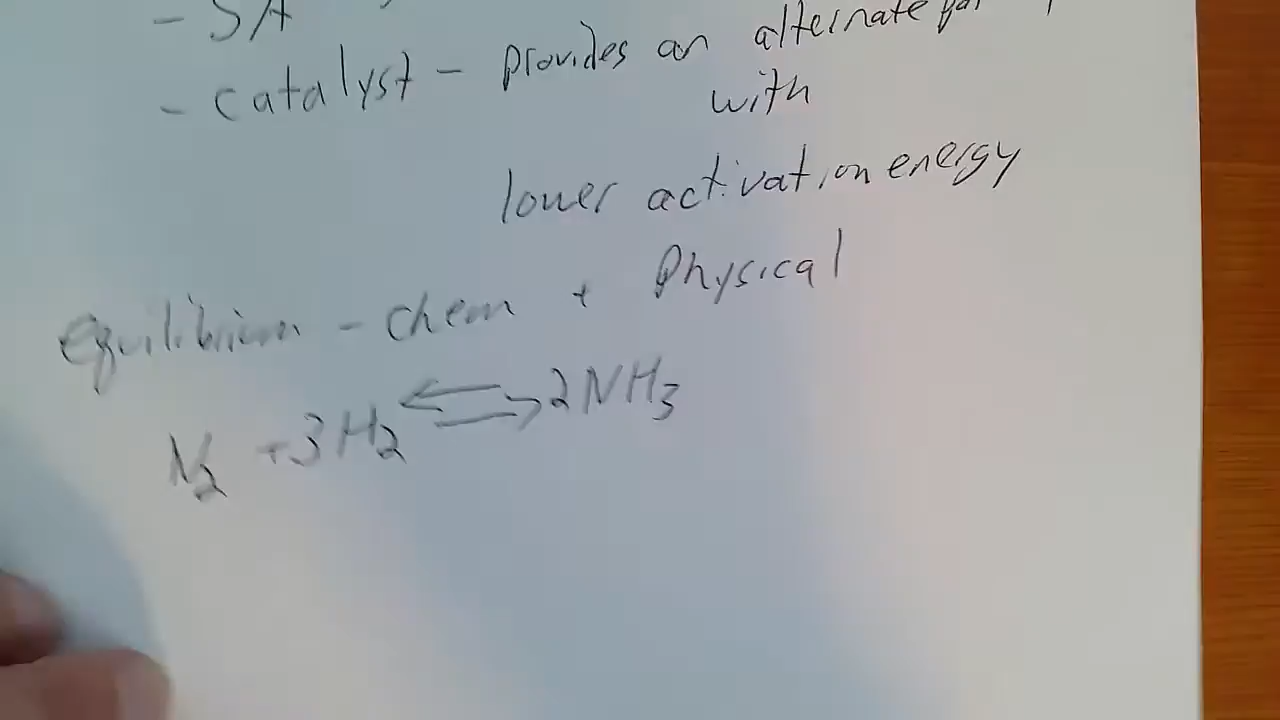 - SA
- catalyst - provides an alternate
with
lower activation energy
equilibrium - chem + Physical
N₂ + 3H₂ ⇌ 2NH₃